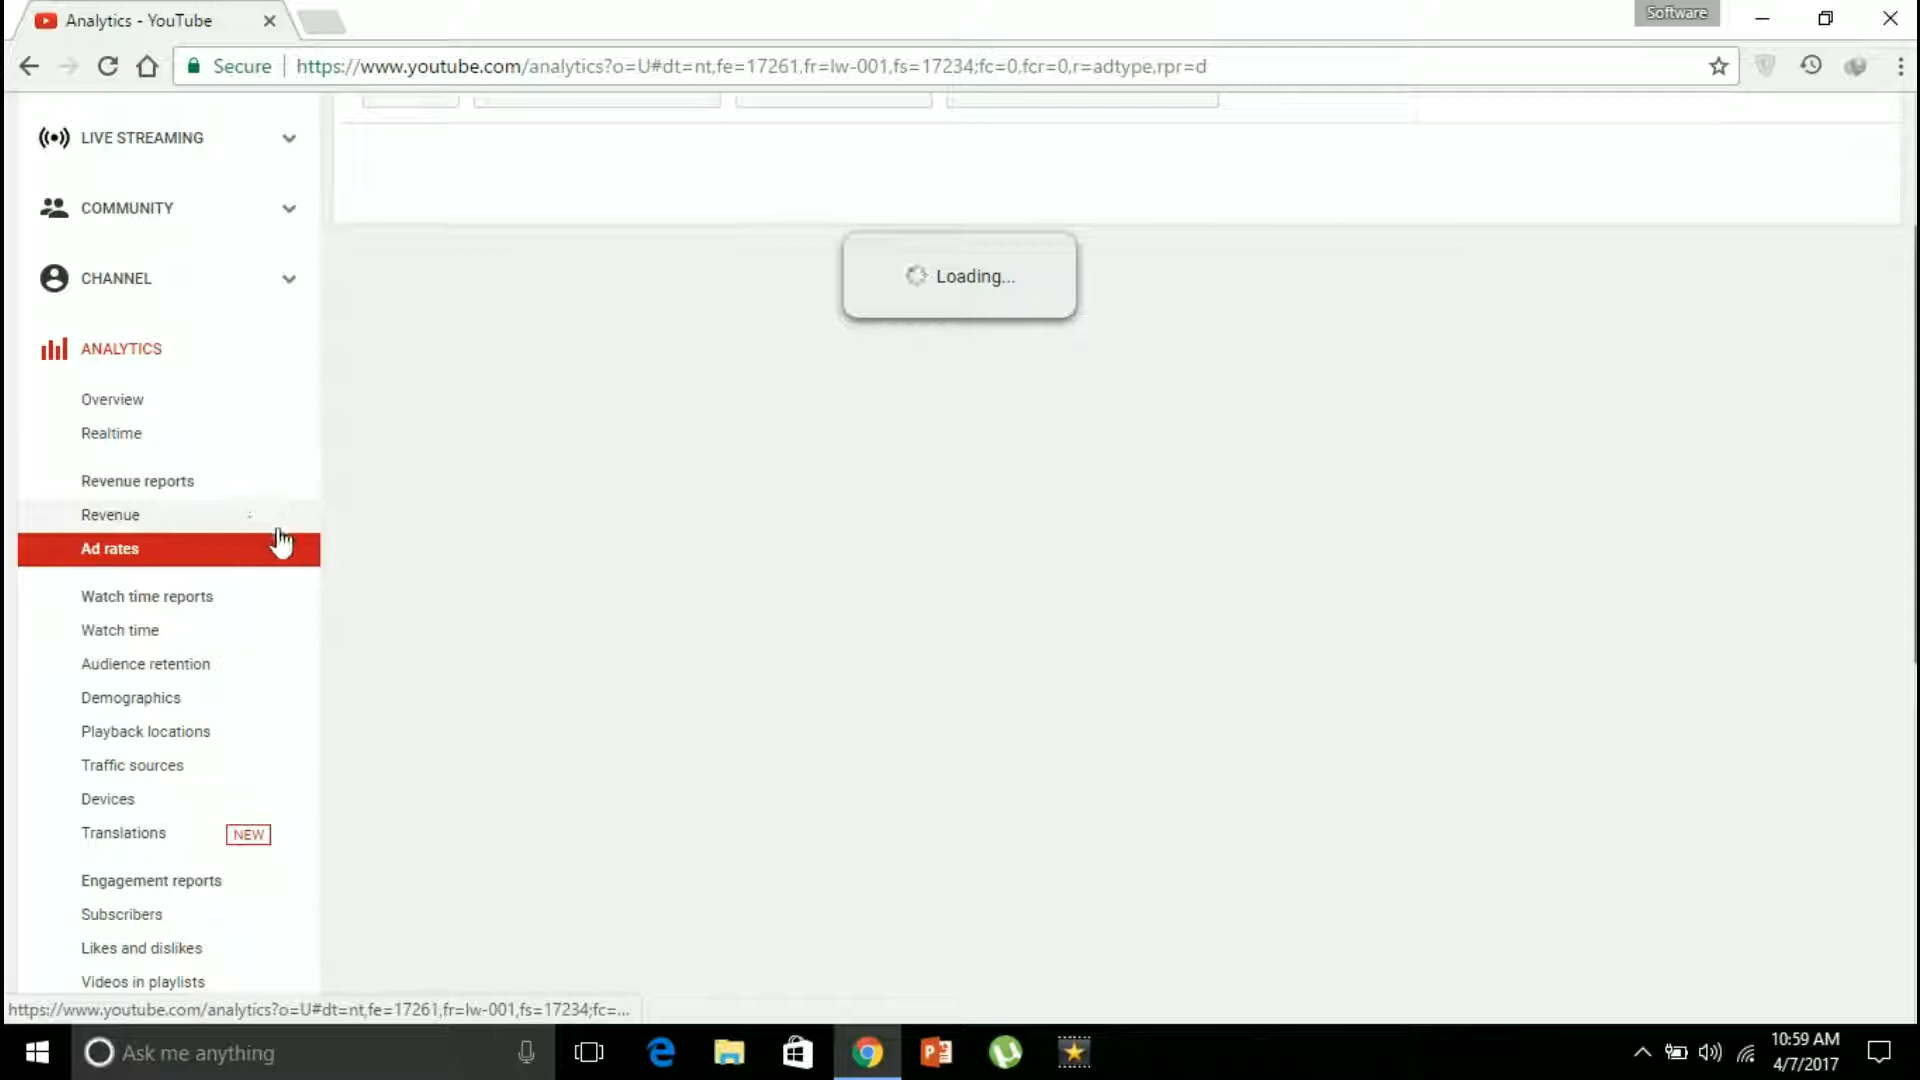 Analytics - YouTube
Software
Secure
https://www.youtube.com/analytics?o=U#dt=nt,fe=17261,fr=lw-001,fs=17234;fc=0,fcr=0,r=adtype,rpr=d
LIVE STREAMING
COMMUNITY
CHANNEL
Loading...
ANALYTICS
Overview
Realtime
Revenue reports
Revenue
Ad rates
Watch time reports
Watch time
Audience retention
Demographics
Playback locations
Traffic sources
Devices
Translations NEW
Engagement reports
Subscribers
Likes and dislikes
Videos in playlists
https://www.youtube.com/analytics?o=U#dt=nt,fe=17261,fr=lw-001,fs=17234;fc=...
Ask me anything
10:59 AM
4/7/2017